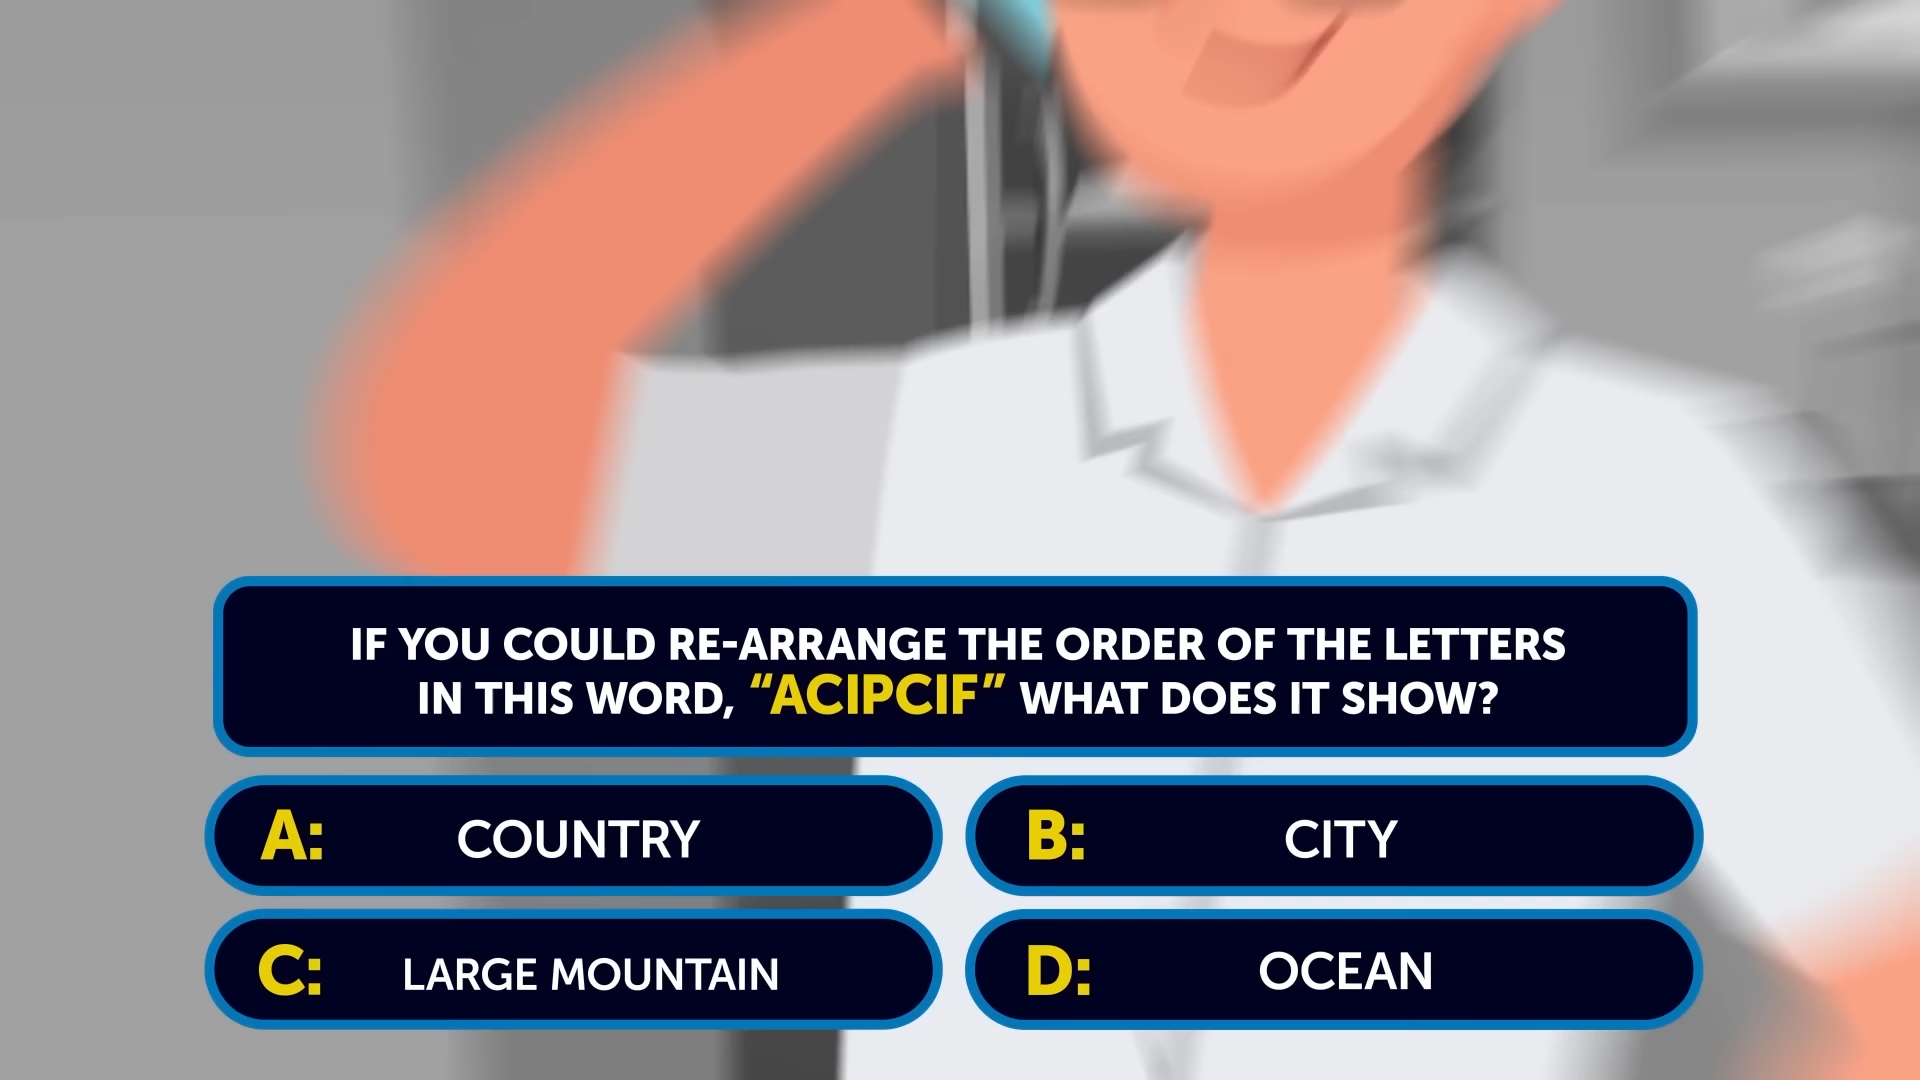 IF YOU COULD RE-ARRANGE THE ORDER OF THE LETTERS
IN THIS WORD, “ACIPCIF” WHAT DOES IT SHOW?
A: COUNTRY
B: CITY
C: LARGE MOUNTAIN
D: OCEAN